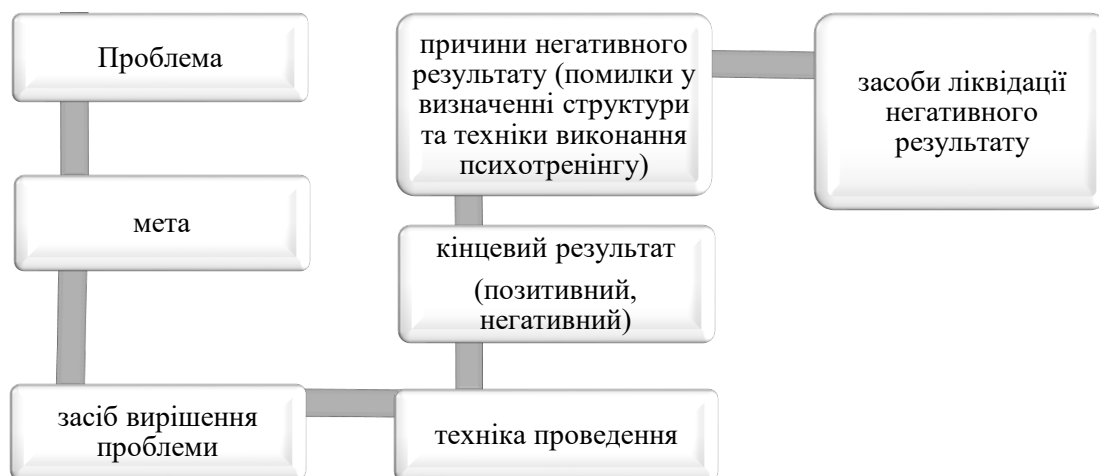 Проблема
мета
засіб вирішення
проблеми
техніка проведення
кінцевий результат
(позитивний,
негативний)
причини негативного
результату (помилки у
визначенні структури
та техніки виконання
психотренінгу)
засоби ліквідації
негативного
результату